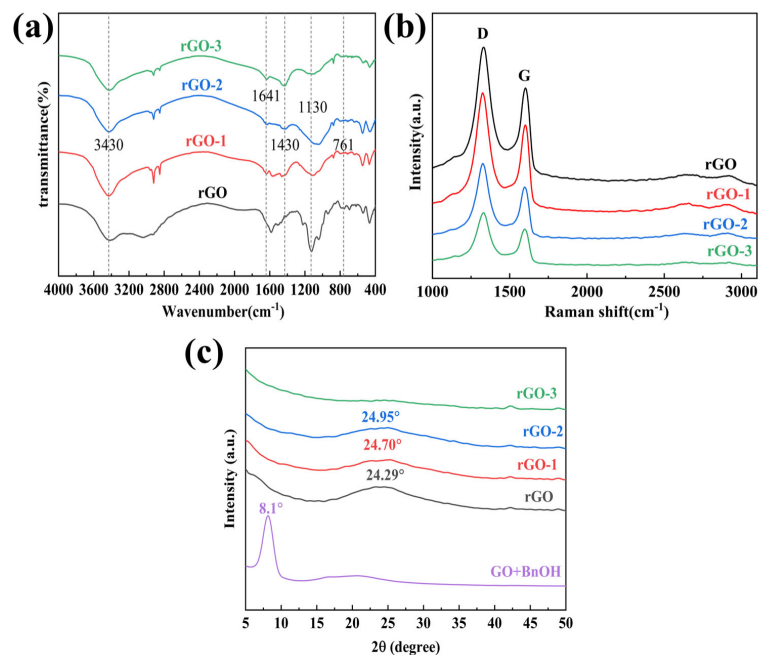 (a)
rGO-3
rGO-2
1641
1130
3430
1430
761
rGO-1
rGO
transmittance(%)
4000 3600 3200 2800 2400 2000 1600 1200 800 400
Wavenumber(cm-1)
(b)
D
G
rGO
rGO-1
rGO-2
rGO-3
Intensity(a.u.)
1000 1500 2000 2500 3000
Raman shift(cm-1)
(c)
rGO-3
24.95°
rGO-2
24.70°
rGO-1
24.29°
rGO
8.1°
GO+BnOH
Intensity (a.u.)
5 10 15 20 25 30 35 40 45 50
2θ (degree)